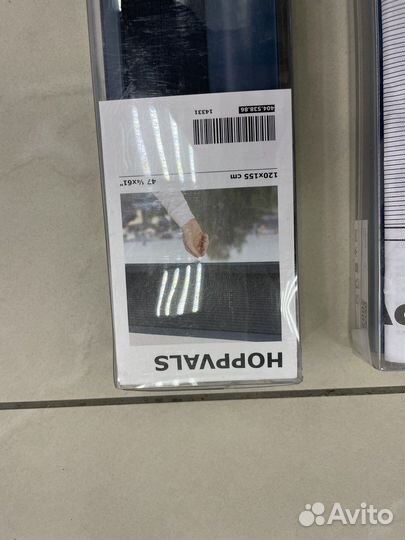 HOPPVALS
120x155 cm
47 ¼x61"
404.538.86
14331
Avito